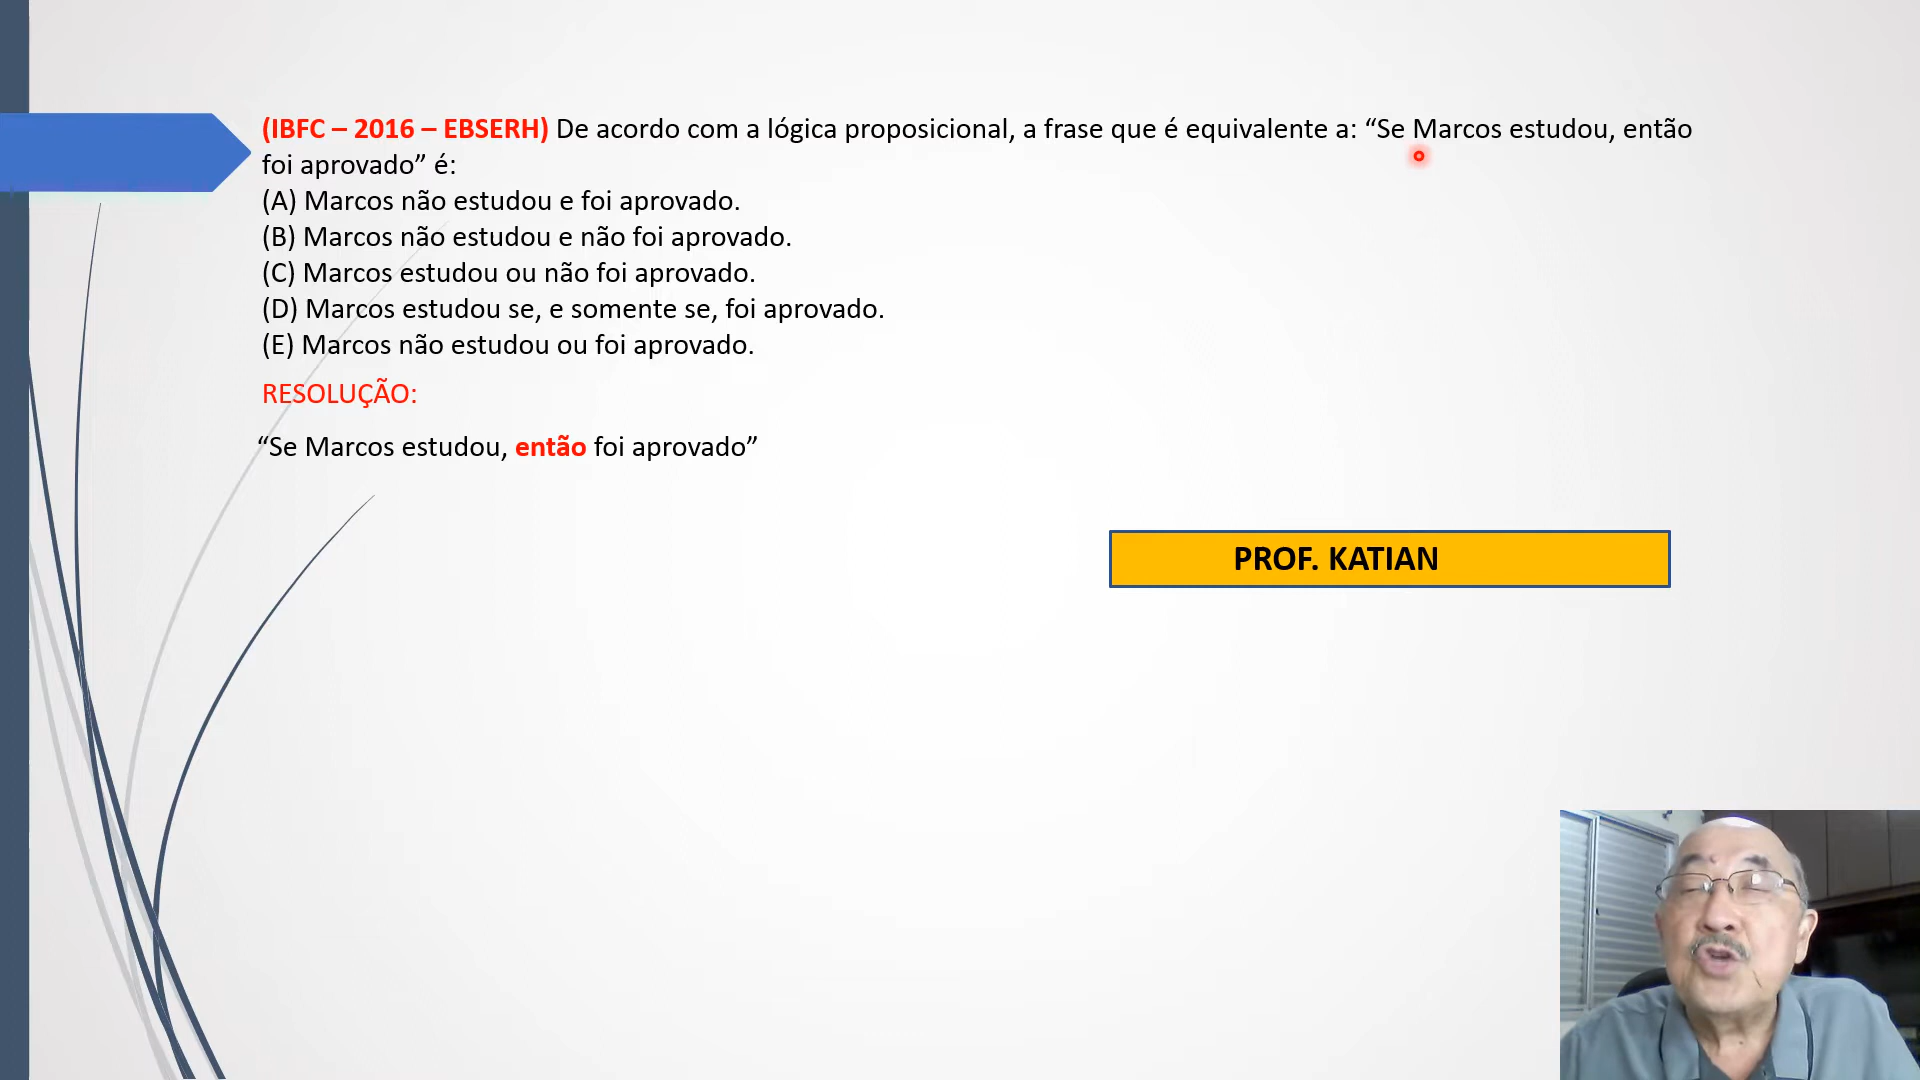 (IBFC – 2016 – EBSERH) De acordo com a lógica proposicional, a frase que é equivalente a: “Se Marcos estudou, então
foi aprovado” é:
(A) Marcos não estudou e foi aprovado.
(B) Marcos não estudou e não foi aprovado.
(C) Marcos estudou ou não foi aprovado.
(D) Marcos estudou se, e somente se, foi aprovado.
(E) Marcos não estudou ou foi aprovado.
RESOLUÇÃO:
“Se Marcos estudou, então foi aprovado”
PROF. KATIAN